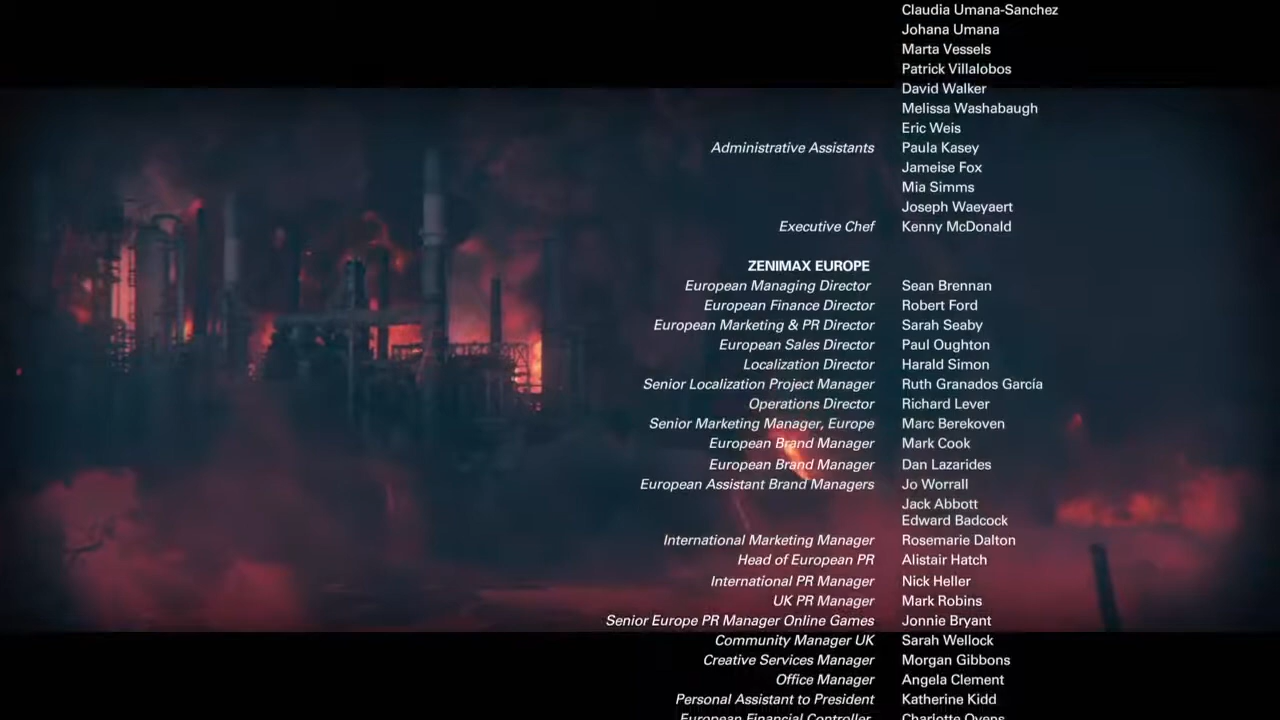 Claudia Umana-Sanchez
Johana Umana
Marta Vessels
Patrick Villalobos
David Walker
Melissa Washabaugh
Eric Weis
Administrative Assistants Paula Kasey
Jameise Fox
Mia Simms
Joseph Waeyaert
Executive Chef Kenny McDonald
ZENIMAX EUROPE
European Managing Director Sean Brennan
European Finance Director Robert Ford
European Marketing & PR Director Sarah Seaby
European Sales Director Paul Oughton
Localization Director Harald Simon
Senior Localization Project Manager Ruth Granados García
Operations Director Richard Lever
Senior Marketing Manager, Europe Marc Berekoven
European Brand Manager Mark Cook
European Brand Manager Dan Lazarides
European Assistant Brand Managers Jo Worrall
Jack Abbott
Edward Badcock
International Marketing Manager Rosemarie Dalton
Head of European PR Alistair Hatch
International PR Manager Nick Heller
UK PR Manager Mark Robins
Senior Europe PR Manager Online Games Jonnie Bryant
Community Manager UK Sarah Wellock
Creative Services Manager Morgan Gibbons
Office Manager Angela Clement
Personal Assistant to President Katherine Kidd
European Financial Controller Charlotte Ovens